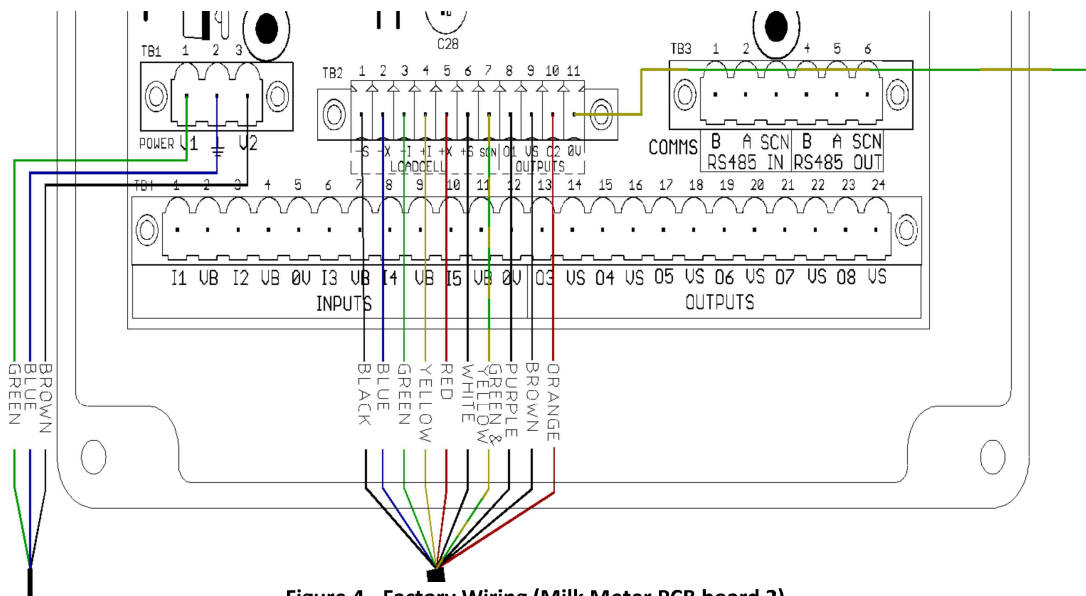 C28
TB1 1 2 3
POWER V1 V2
TB2 1 2 3 4 5 6 7 8 9 10 11
-S -X -I +I +X +S SCN O1 VS O2 0V
LOADCELL OUTPUTS
TB3 1 2 4 5 6
COMMS B A SCN B A SCN
RS485 IN RS485 OUT
TB4 1 2 3 4 5 6 7 8 9 10 11 12 13 14 15 16 17 18 19 20 21 22 23 24
I1 VB I2 VB 0V I3 VB I4 VB I5 VB 0V O3 VS O4 VS O5 VS O6 VS O7 VS O8 VS
INPUTS OUTPUTS
GREEN
BLUE
BROWN
BLACK
BLUE
GREEN
YELLOW
RED
WHITE
GREEN &
YELLOW
PURPLE
BROWN
ORANGE
Figure 4 - Factory Wiring (Milk Meter PCB board 2)